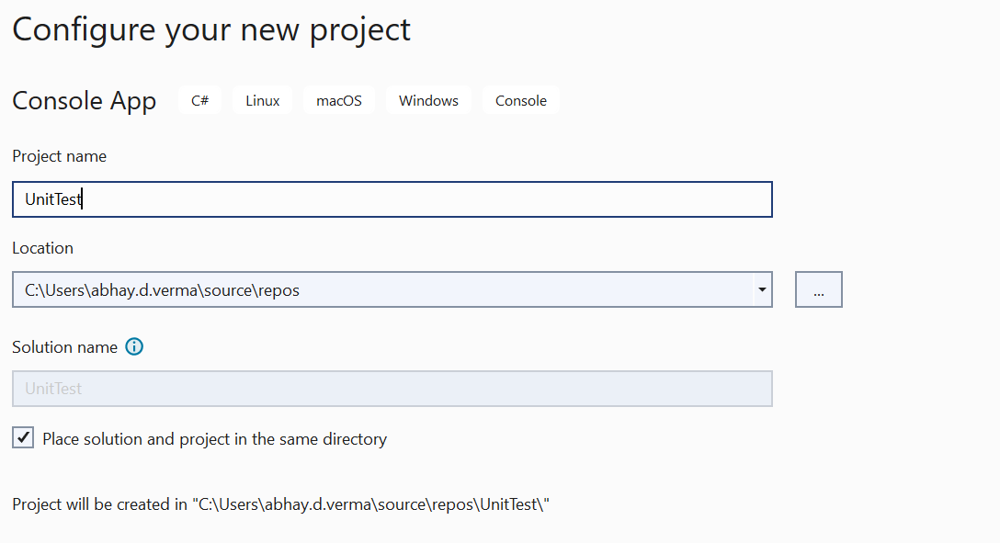 Configure your new project
Console App C# Linux macOS Windows Console
Project name
UnitTest
Location
C:\Users\abhay.d.verma\source\repos
...
Solution name
UnitTest
Place solution and project in the same directory
Project will be created in "C:\Users\abhay.d.verma\source\repos\UnitTest\"